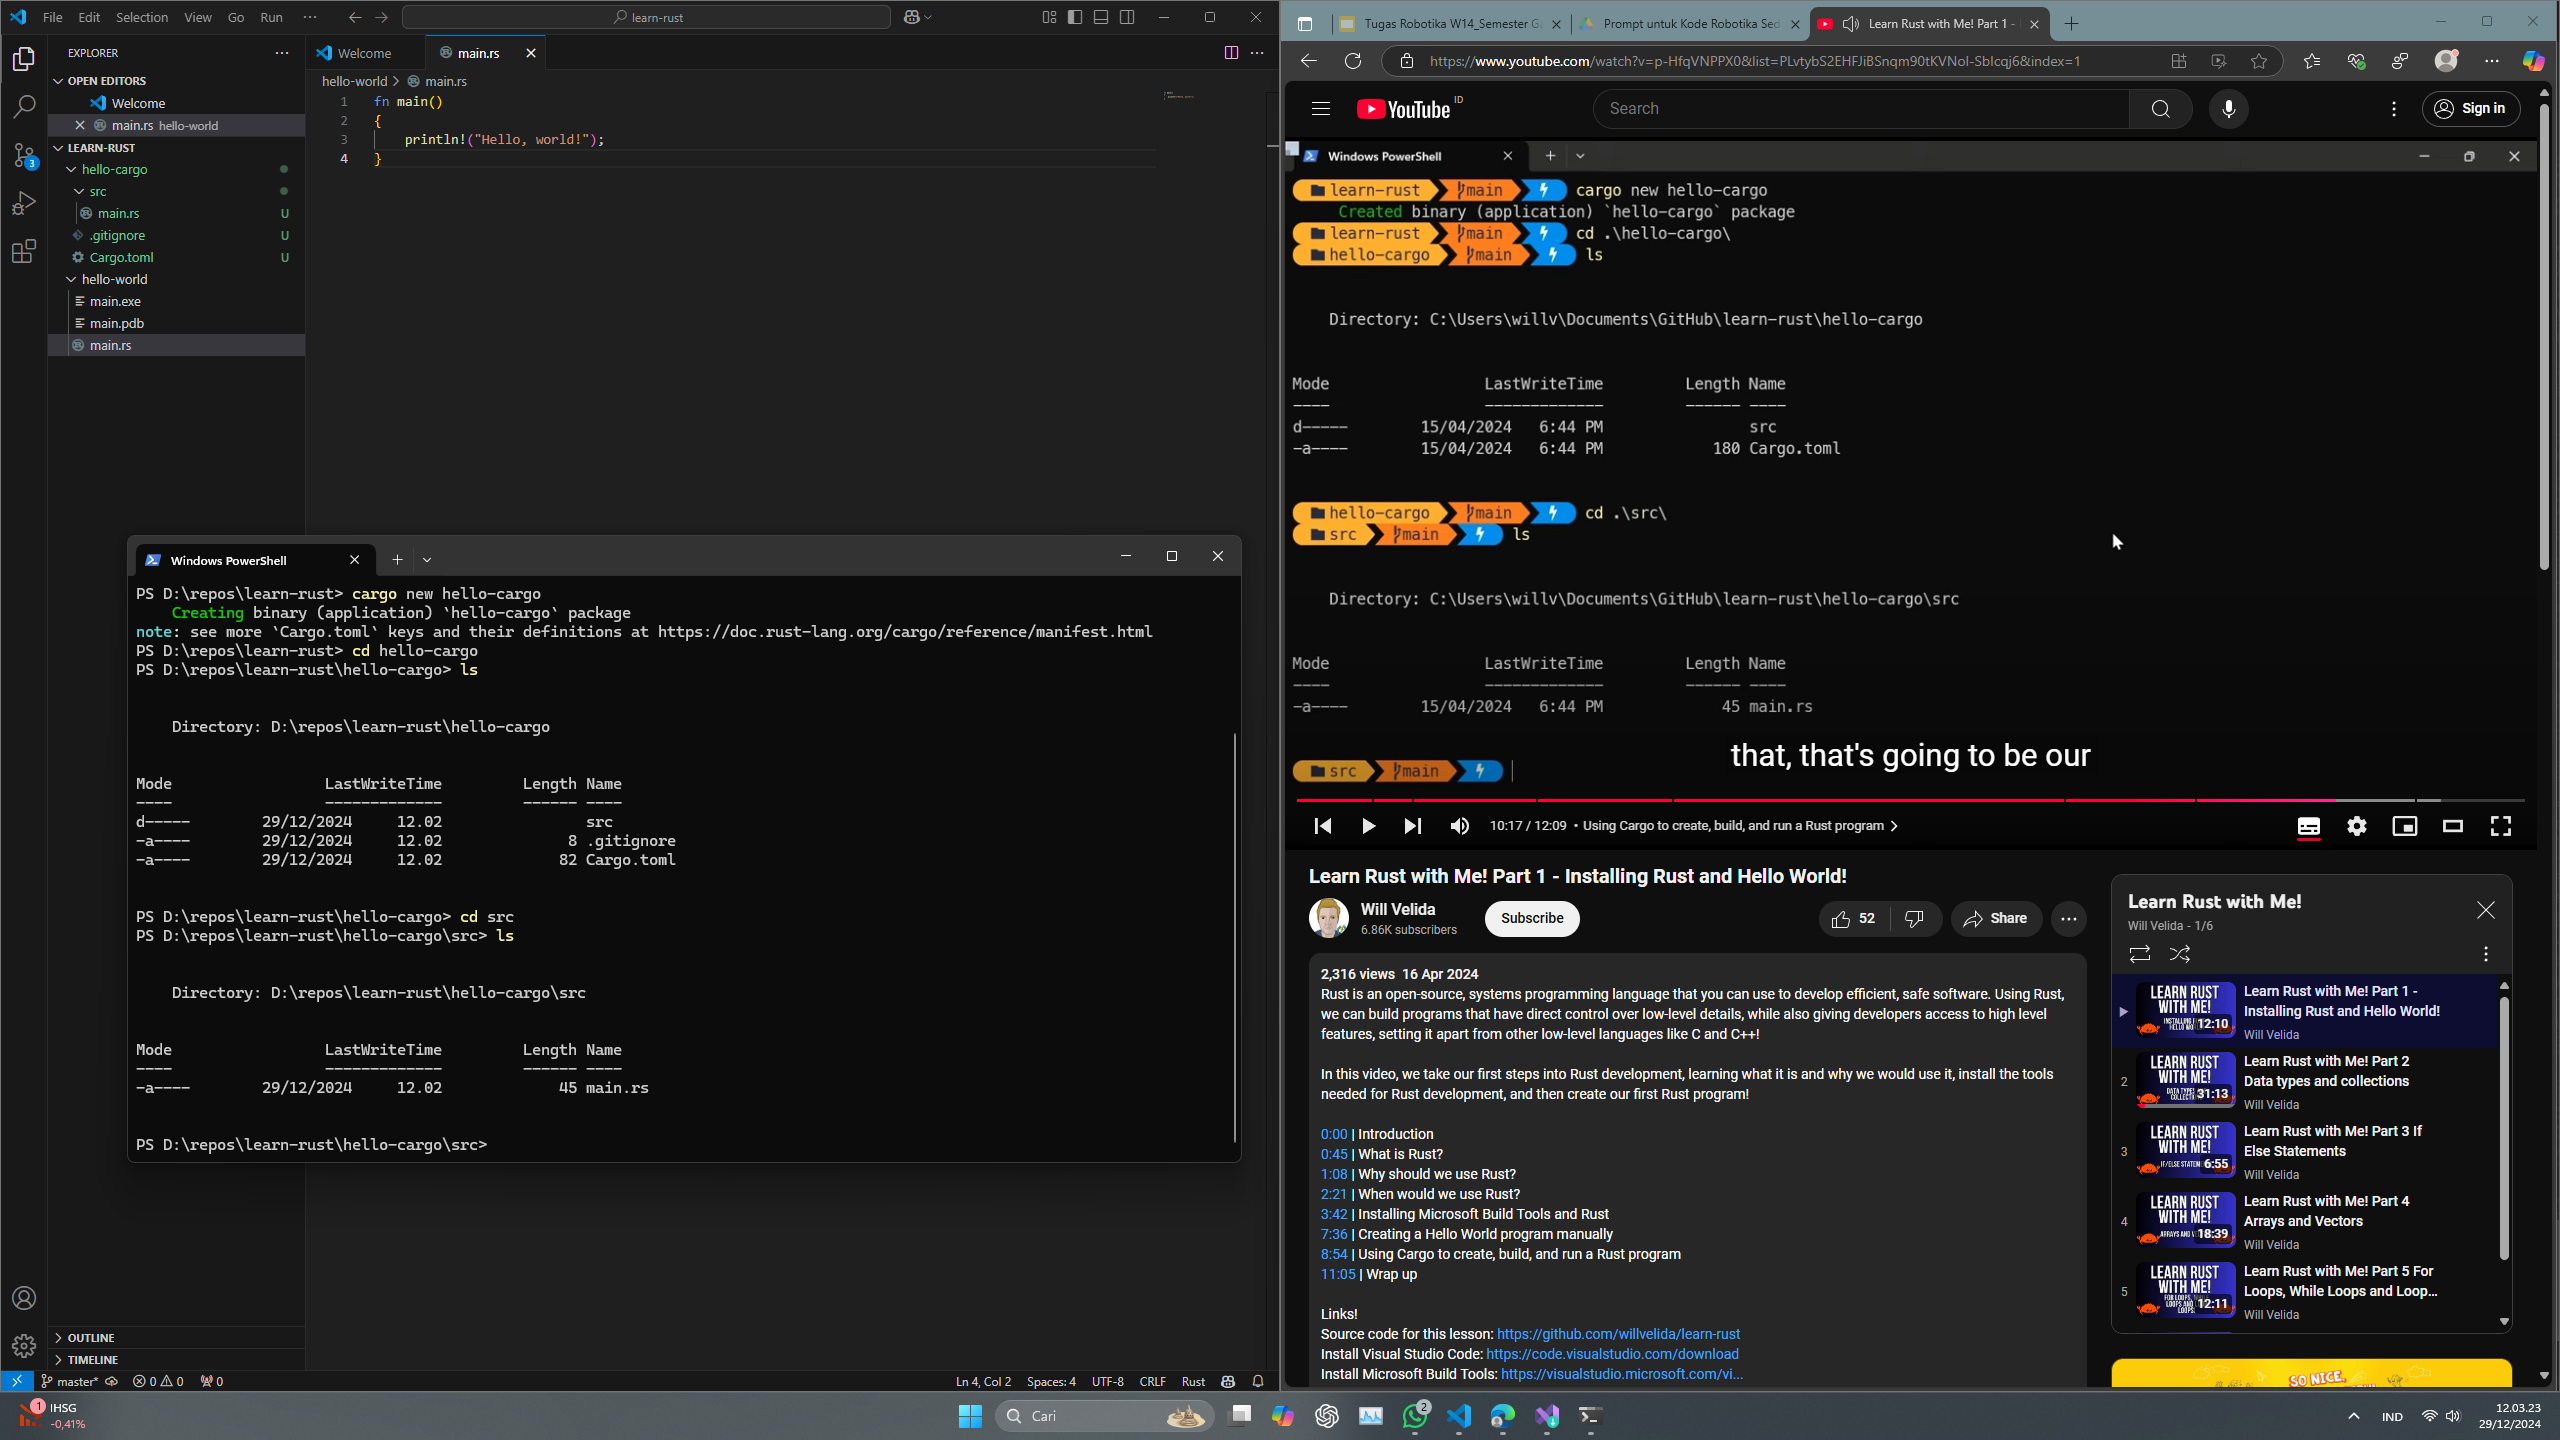 File Edit Selection View Go Run ···
learn-rust
EXPLORER
OPEN EDITORS
Welcome
main.rs hello-world
LEARN-RUST
hello-cargo
src
main.rs U
.gitignore U
Cargo.toml U
hello-world
main.exe
main.pdb
main.rs
3
OUTLINE
TIMELINE
Welcome
main.rs
hello-world > main.rs
1 fn main()
2 {
3 println!("Hello, world!");
4 }
Windows PowerShell
PS D:\repos\learn-rust> cargo new hello-cargo
Creating binary (application) `hello-cargo` package
note: see more `Cargo.toml` keys and their definitions at https://doc.rust-lang.org/cargo/reference/manifest.html
PS D:\repos\learn-rust> cd hello-cargo
PS D:\repos\learn-rust\hello-cargo> ls
Directory: D:\repos\learn-rust\hello-cargo
Mode LastWriteTime Length Name
---- ------------- ------ ----
d----- 29/12/2024 12.02 src
-a---- 29/12/2024 12.02 8 .gitignore
-a---- 29/12/2024 12.02 82 Cargo.toml
PS D:\repos\learn-rust\hello-cargo> cd src
PS D:\repos\learn-rust\hello-cargo\src> ls
Directory: D:\repos\learn-rust\hello-cargo\src
Mode LastWriteTime Length Name
---- ------------- ------ ----
-a---- 29/12/2024 12.02 45 main.rs
PS D:\repos\learn-rust\hello-cargo\src>
master* 0 0 0
Ln 4, Col 2 Spaces: 4 UTF-8 CRLF Rust
Tugas Robotika W14_Semester G
Prompt untuk Kode Robotika Sed
Learn Rust with Me! Part 1 -
https://www.youtube.com/watch?v=p-HfqVNPPX0&list=PLvtybS2EHFJiBSnqm90tKVNoI-SbIcqj6&index=1
YouTube ID
Search
Sign in
Windows PowerShell
learn-rust main cargo new hello-cargo
Created binary (application) `hello-cargo` package
learn-rust main cd .\hello-cargo\
hello-cargo main ls
Directory: C:\Users\willv\Documents\GitHub\learn-rust\hello-cargo
Mode LastWriteTime Length Name
---- ------------- ------ ----
d----- 15/04/2024 6:44 PM src
-a---- 15/04/2024 6:44 PM 180 Cargo.toml
hello-cargo main cd .\src\
src main ls
Directory: C:\Users\willv\Documents\GitHub\learn-rust\hello-cargo\src
Mode LastWriteTime Length Name
---- ------------- ------ ----
-a---- 15/04/2024 6:44 PM 45 main.rs
that, that's going to be our
src main
10:17 / 12:09 • Using Cargo to create, build, and run a Rust program >
Learn Rust with Me! Part 1 - Installing Rust and Hello World!
Will Velida
6.86K subscribers
Subscribe
52
Share
2,316 views 16 Apr 2024
Rust is an open-source, systems programming language that you can use to develop efficient, safe software. Using Rust,
we can build programs that have direct control over low-level details, while also giving developers access to high level
features, setting it apart from other low-level languages like C and C++!
In this video, we take our first steps into Rust development, learning what it is and why we would use it, install the tools
needed for Rust development, and then create our first Rust program!
0:00 | Introduction
0:45 | What is Rust?
1:08 | Why should we use Rust?
2:21 | When would we use Rust?
3:42 | Installing Microsoft Build Tools and Rust
7:36 | Creating a Hello World program manually
8:54 | Using Cargo to create, build, and run a Rust program
11:05 | Wrap up
Links!
Source code for this lesson: https://github.com/willvelida/learn-rust
Install Visual Studio Code: https://code.visualstudio.com/download
Install Microsoft Build Tools: https://visualstudio.microsoft.com/vi...
Learn Rust with Me!
Will Velida - 1/6
LEARN RUST
WITH ME!
12:10
Learn Rust with Me! Part 1 -
Installing Rust and Hello World!
Will Velida
2
LEARN RUST
WITH ME!
31:13
Learn Rust with Me! Part 2
Data types and collections
Will Velida
3
LEARN RUST
WITH ME!
6:55
Learn Rust with Me! Part 3 If
Else Statements
Will Velida
4
LEARN RUST
WITH ME!
18:39
Learn Rust with Me! Part 4
Arrays and Vectors
Will Velida
5
LEARN RUST
WITH ME!
12:11
Learn Rust with Me! Part 5 For
Loops, While Loops and Loop...
Will Velida
SO NICE,
1 IHSG
-0,41%
Cari
2
IND
12.03.23
29/12/2024